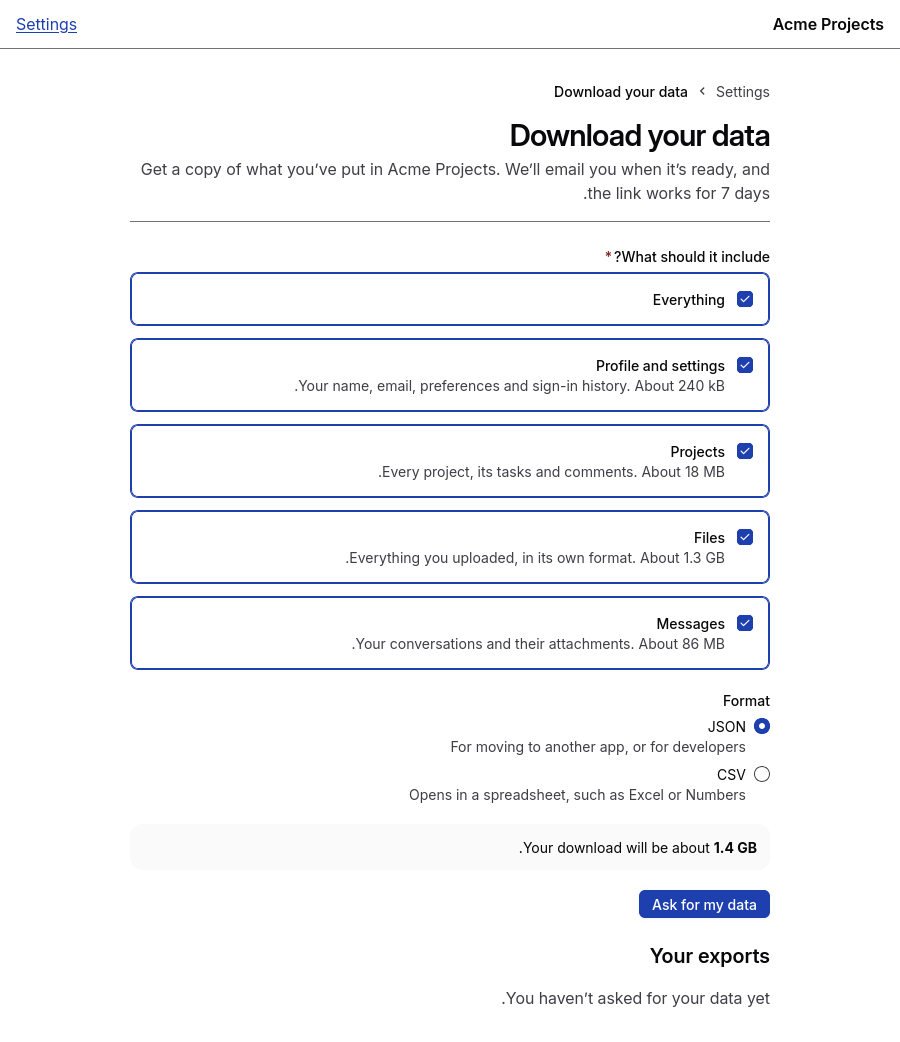 Acme Projects
Settings
Settings
Download your data
Download your data
Get a copy of what you’ve put in Acme Projects. We’ll email you when it’s ready, and
the link works for 7 days.
What should it include? *
Everything
Profile and settings
Your name, email, preferences and sign-in history. About 240 kB.
Projects
Every project, its tasks and comments. About 18 MB.
Files
Everything you uploaded, in its own format. About 1.3 GB.
Messages
Your conversations and their attachments. About 86 MB.
Format
JSON
For moving to another app, or for developers
CSV
Opens in a spreadsheet, such as Excel or Numbers
Your download will be about 1.4 GB.
Ask for my data
Your exports
You haven’t asked for your data yet.